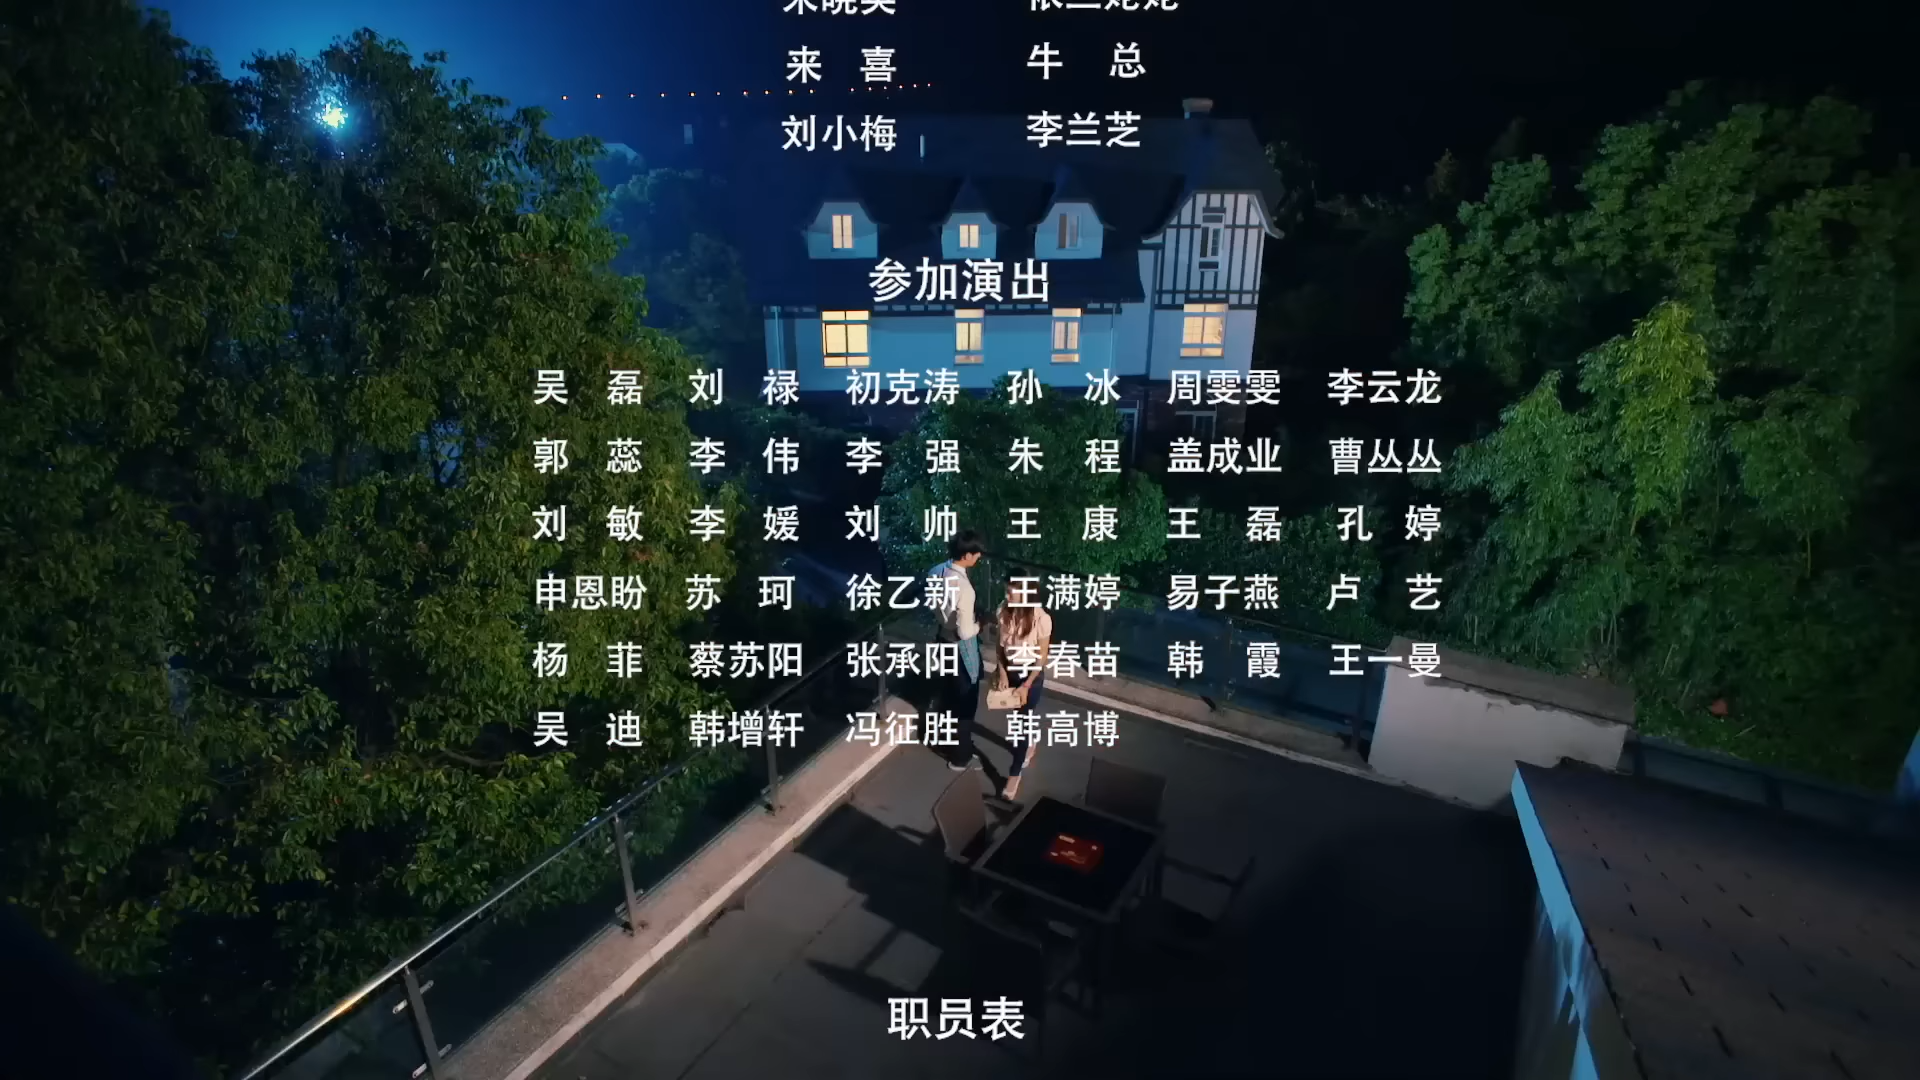 来 喜 牛 总
刘小梅 李兰芝
参加演出
吴 磊 刘 禄 初克涛 孙 冰 周雯雯 李云龙
郭 蕊 李 伟 李 强 朱 程 盖成业 曹丛丛
刘 敏 李 媛 刘 帅 王 康 王 磊 孔 婷
申恩盼 苏 珂 徐乙新 王满婷 易子燕 卢 艺
杨 菲 蔡苏阳 张承阳 李春苗 韩 霞 王一曼
吴 迪 韩增轩 冯征胜 韩高博
职员表